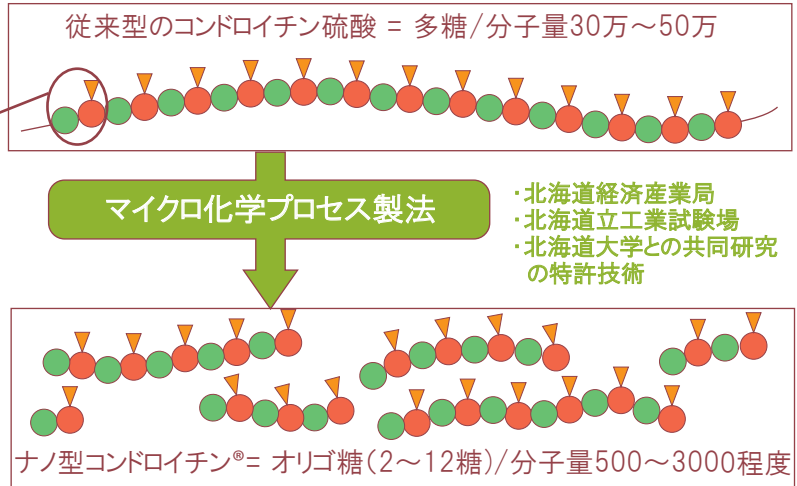 従来型のコンドロイチン硫酸 = 多糖/分子量30万～50万
マイクロ化学プロセス製法
・北海道経済産業局
・北海道立工業試験場
・北海道大学との共同研究
の特許技術
ナノ型コンドロイチン®= オリゴ糖(2～12糖)/分子量500～3000程度